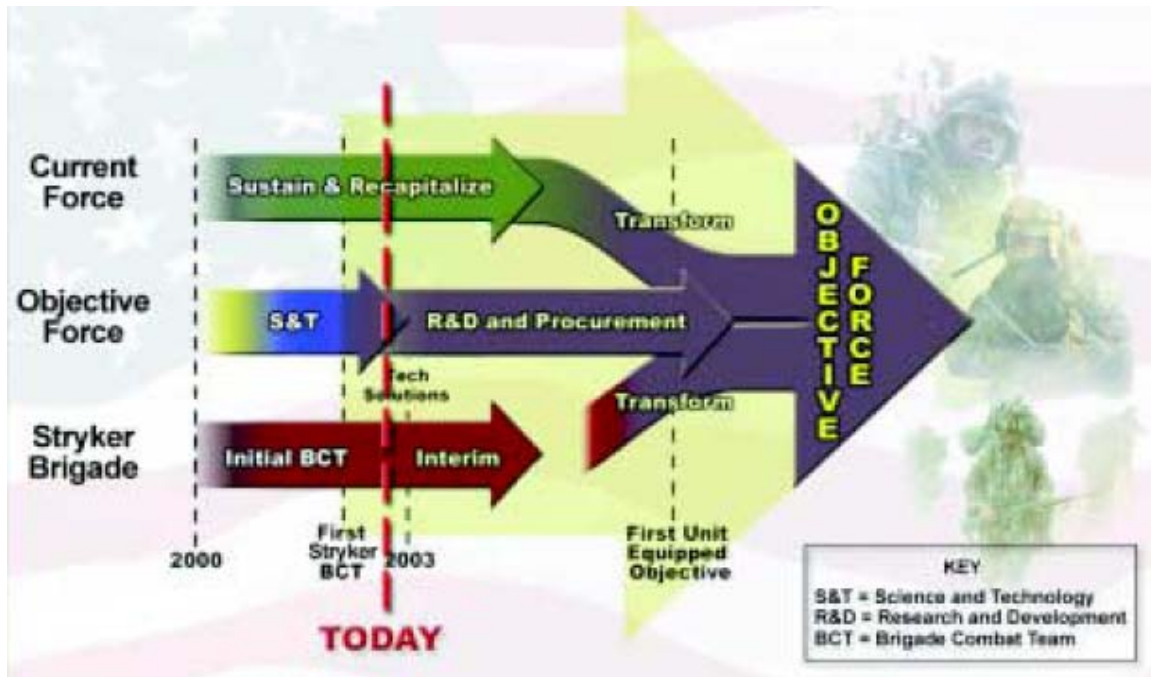 Current
Force
Sustain & Recapitalize
Transform
OBJECTIVE
FORCE
Objective
Force
S&T
R&D and Procurement
Tech
Solutions
Transform
Stryker
Brigade
Initial BCT
Interim
2000
First
Stryker
BCT
2003
First Unit
Equipped
Objective
TODAY
KEY
S&T = Science and Technology
R&D = Research and Development
BCT = Brigade Combat Team